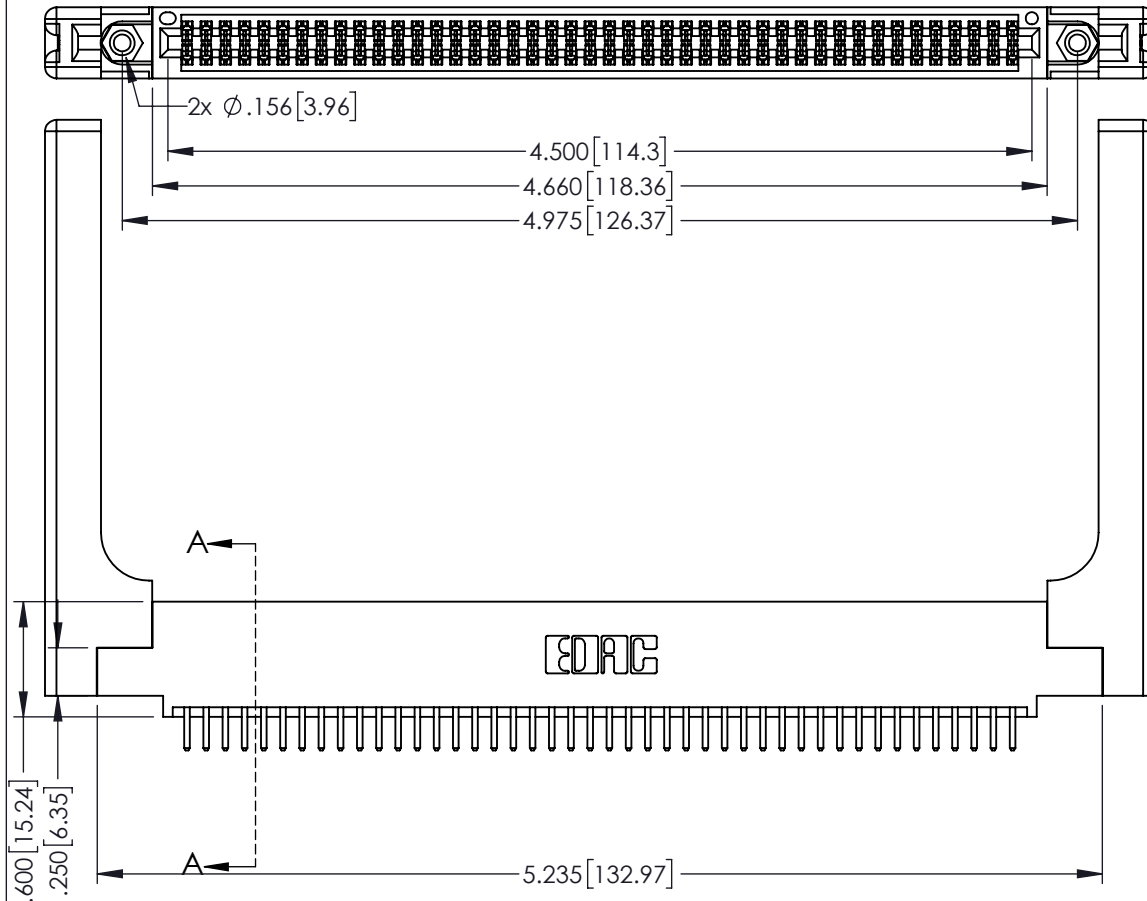 2x Ø.156[3.96]
4.500[114.3]
4.660[118.36]
4.975[126.37]
A
EDAC
.600[15.24]
.250[6.35]
A
5.235[132.97]